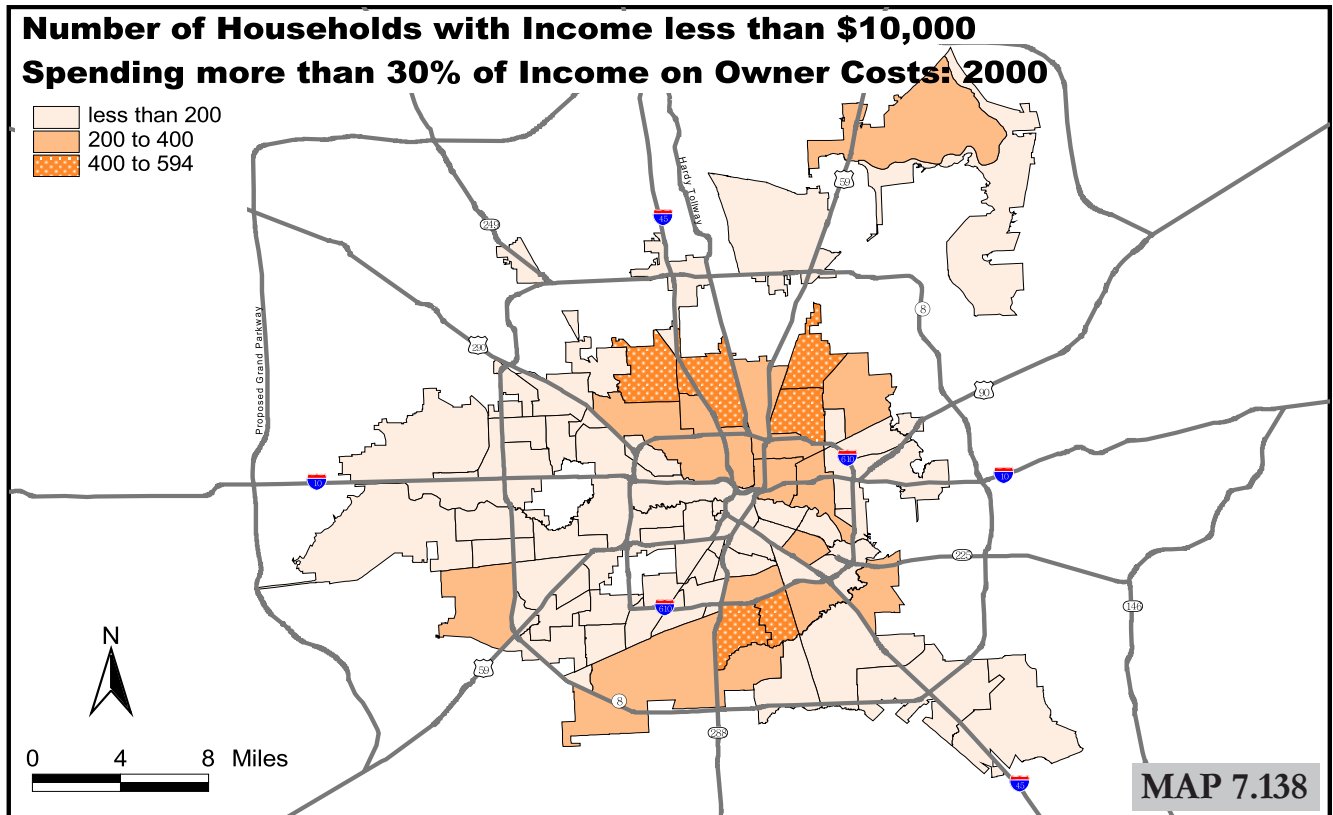 Number of Households with Income less than $10,000
Spending more than 30% of Income on Owner Costs: 2000
less than 200
200 to 400
400 to 594
Hardy Tollway
59
45
249
8
Proposed Grand Parkway
290
90
610
10
10
225
146
610
N
59
8
288
0 4 8 Miles
45
MAP 7.138